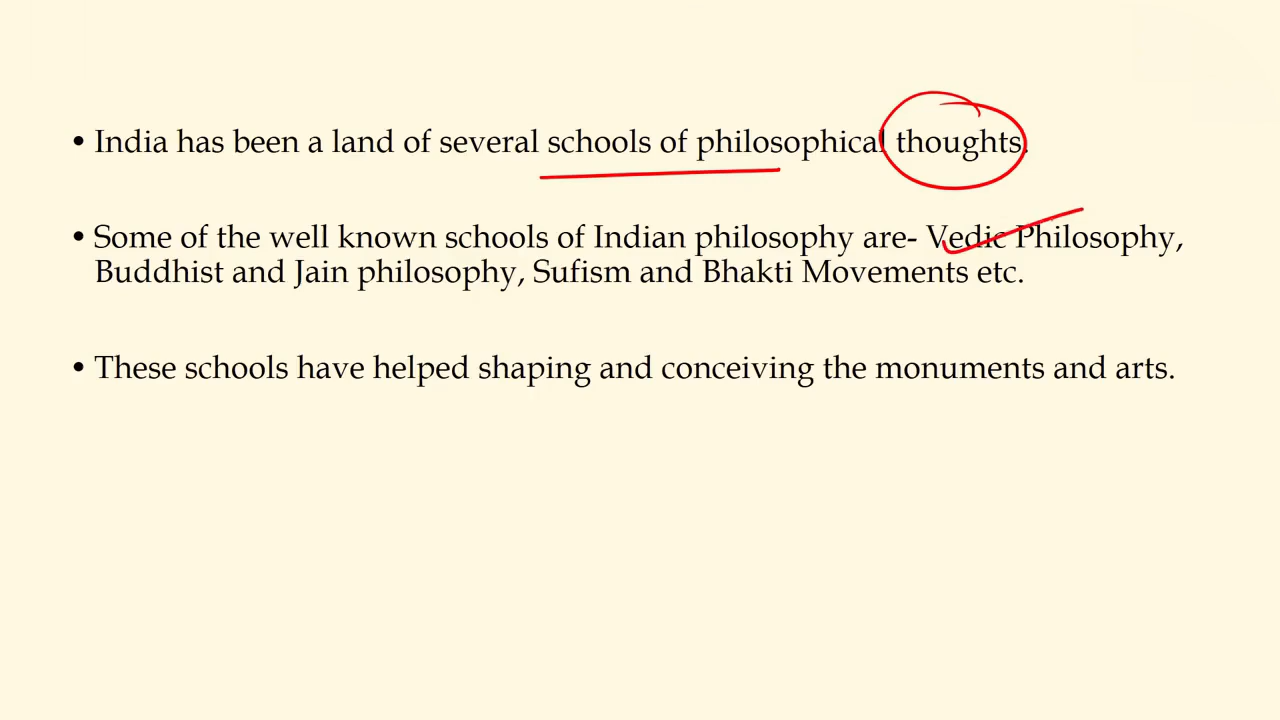 • India has been a land of several schools of philosophical thoughts.
• Some of the well known schools of Indian philosophy are- Vedic Philosophy,
Buddhist and Jain philosophy, Sufism and Bhakti Movements etc.
• These schools have helped shaping and conceiving the monuments and arts.